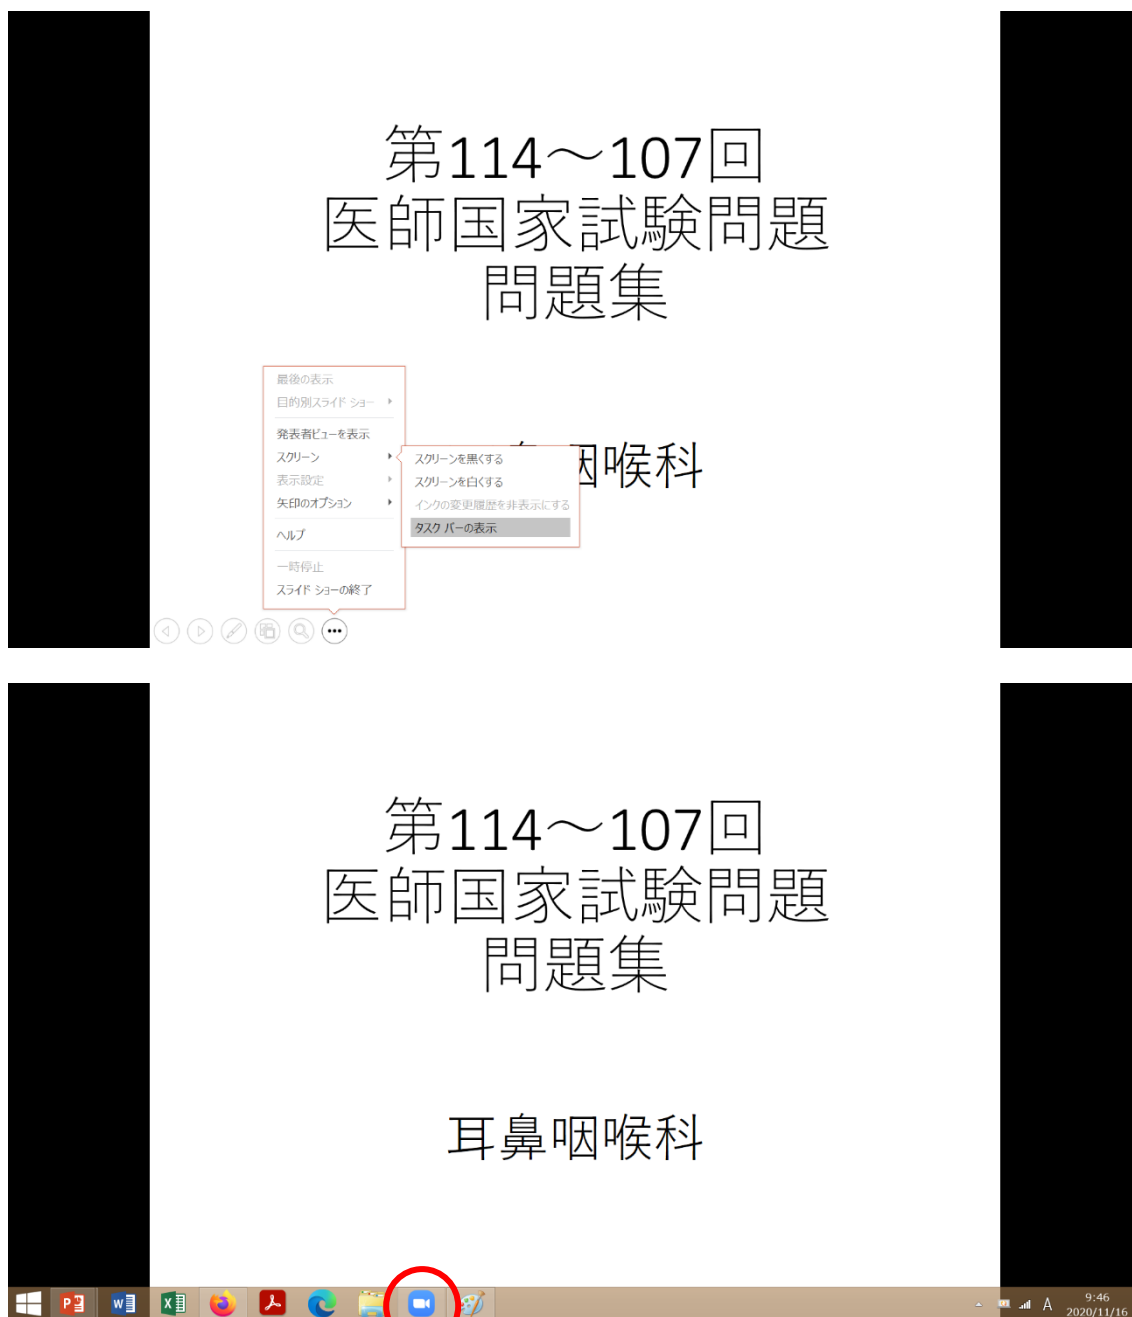 第114～107回
医師国家試験問題
問題集
最後の表示
目的別スライド ショー
発表者ビューを表示
スクリーン
表示設定
矢印のオプション
ヘルプ
一時停止
スライド ショーの終了
スクリーンを黒くする
スクリーンを白くする
インクの変更履歴を非表示にする
タスク バーの表示
咽喉科
第114～107回
医師国家試験問題
問題集
耳鼻咽喉科
A
9:46
2020/11/16